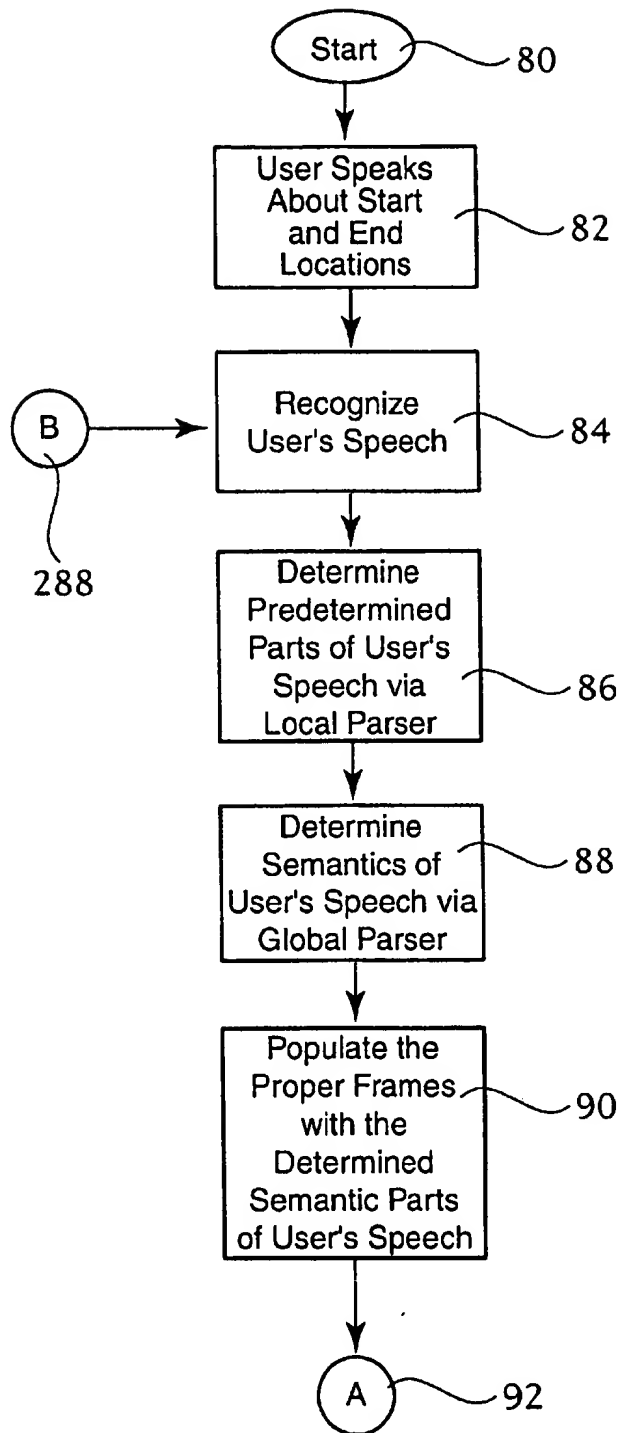 Start
80
User Speaks
About Start
and End
Locations
82
B
288
Recognize
User's Speech
84
Determine
Predetermined
Parts of User's
Speech via
Local Parser
86
Determine
Semantics of
User's Speech via
Global Parser
88
Populate the
Proper Frames
with the
Determined
Semantic Parts
of User's Speech
90
A
92